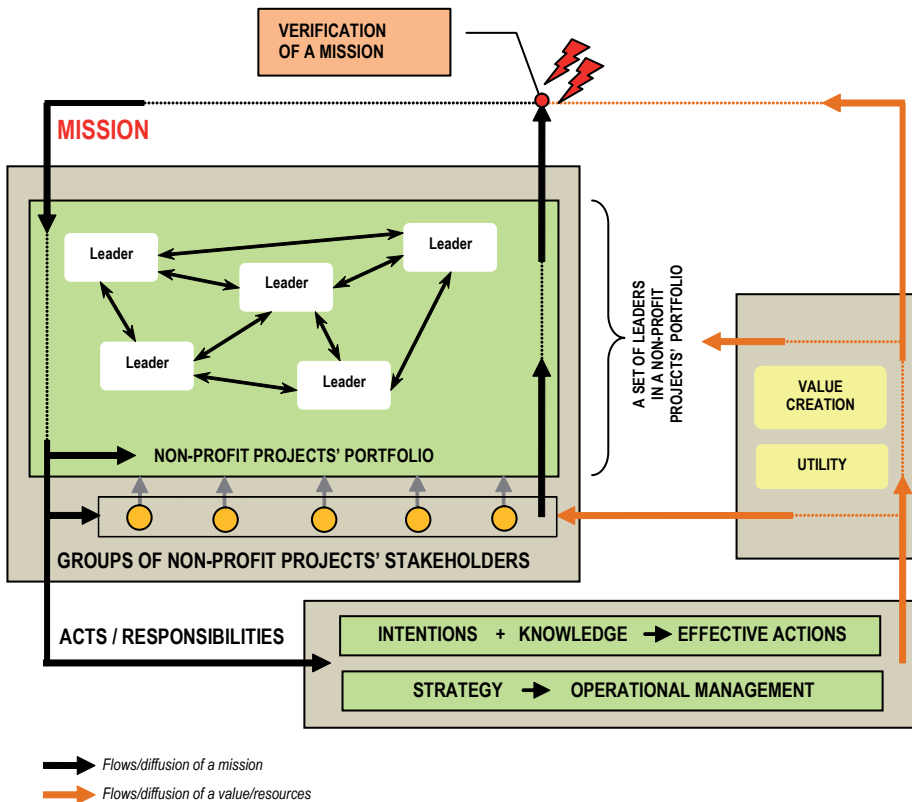 VERIFICATION
OF A MISSION
MISSION
Leader
Leader
Leader
Leader
Leader
A SET OF LEADERS
IN A NON-PROFIT
PROJECTS' PORTFOLIO
VALUE
CREATION
UTILITY
NON-PROFIT PROJECTS' PORTFOLIO
GROUPS OF NON-PROFIT PROJECTS' STAKEHOLDERS
ACTS / RESPONSIBILITIES
INTENTIONS + KNOWLEDGE EFFECTIVE ACTIONS
STRATEGY OPERATIONAL MANAGEMENT
Flows/diffusion of a mission
Flows/diffusion of a value/resources